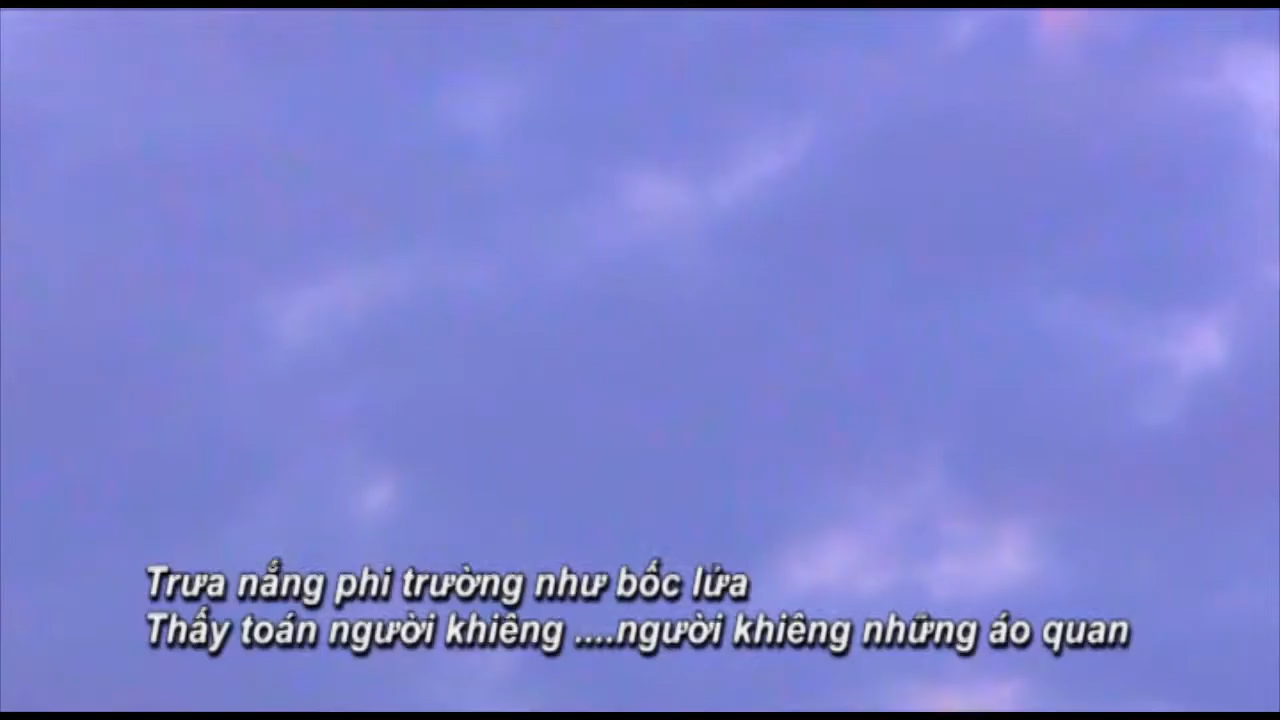 Trưa nắng phi trường như bốc lửa
Thấy toán người khiêng ....người khiêng những áo quan